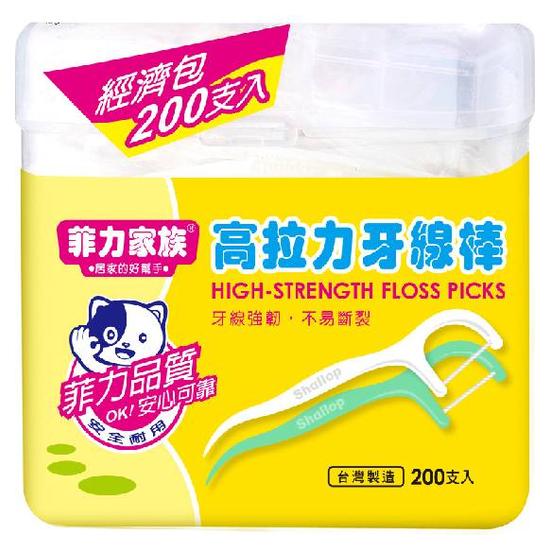 經濟包
200支入
菲力家族
居家的好幫手
高拉力牙線棒
HIGH-STRENGTH FLOSS PICKS
牙線強韌，不易斷裂
菲力品質
OK! 安心可靠
安全耐用
Shallop
Shallop
台灣製造 200支入